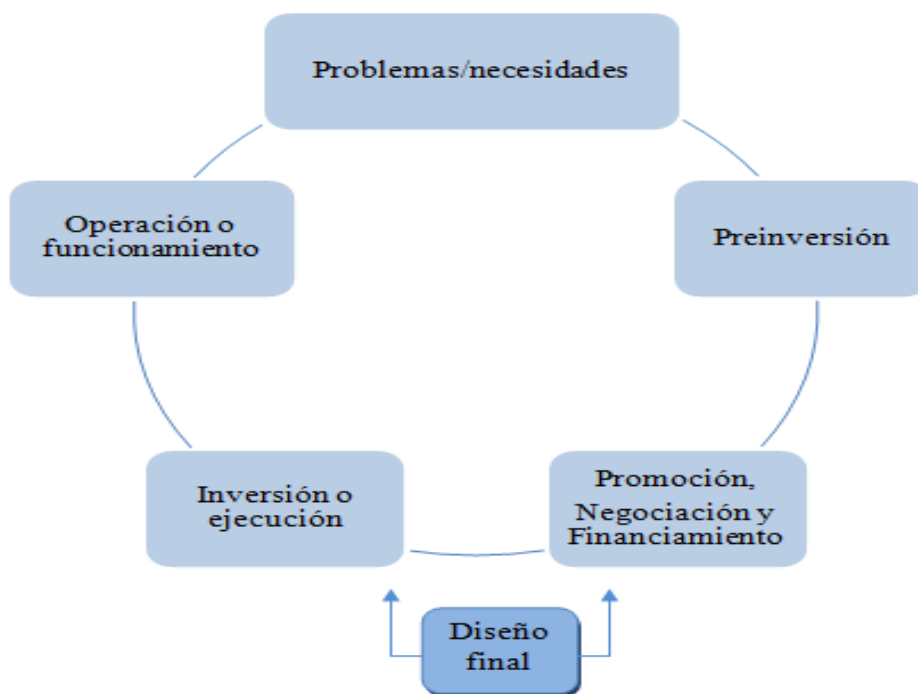 Problemas/necesidades
Preinversión
Promoción,
Negociación y
Financiamiento
Diseño
final
Inversión o
ejecución
Operación o
funcionamiento